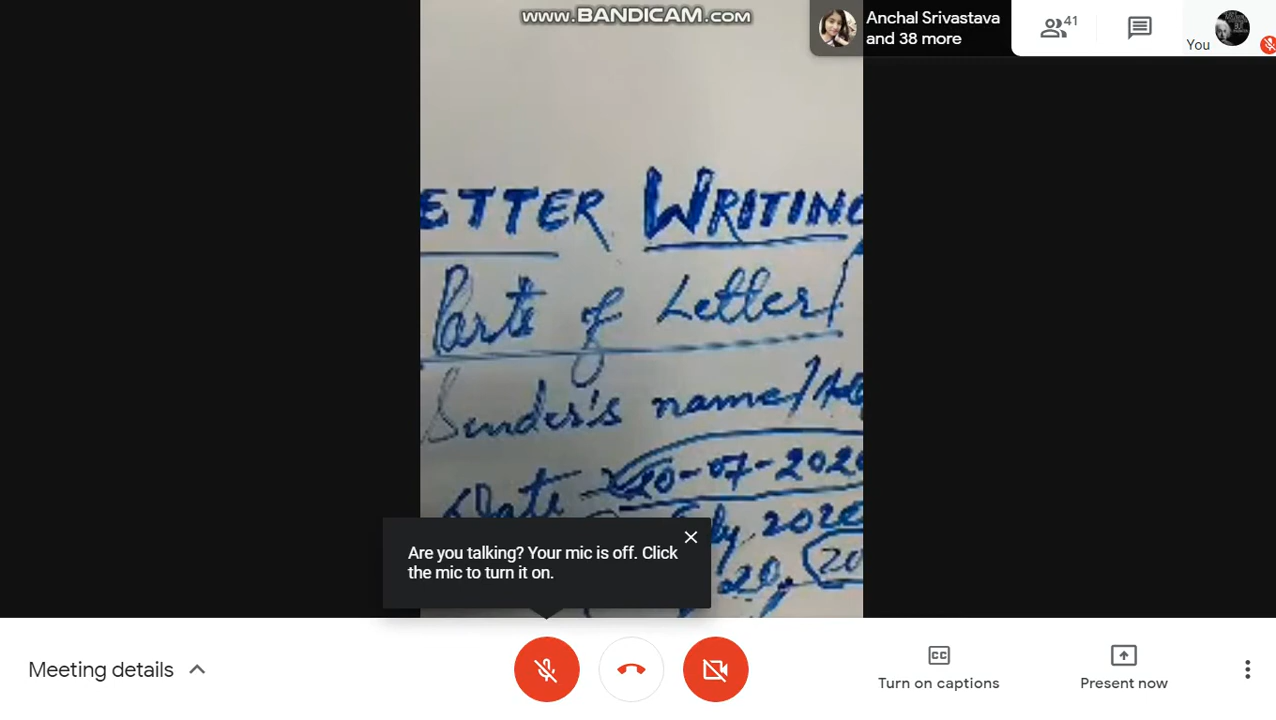 www.BANDICAM.com
Anchal Srivastava
and 38 more
41
You
ETTER WRITING
Parts of Letter/
Sender's name/
Date 20-07-2020
July, 2020
20,
Are you talking? Your mic is off. Click
the mic to turn it on.
Meeting details
Turn on captions
Present now